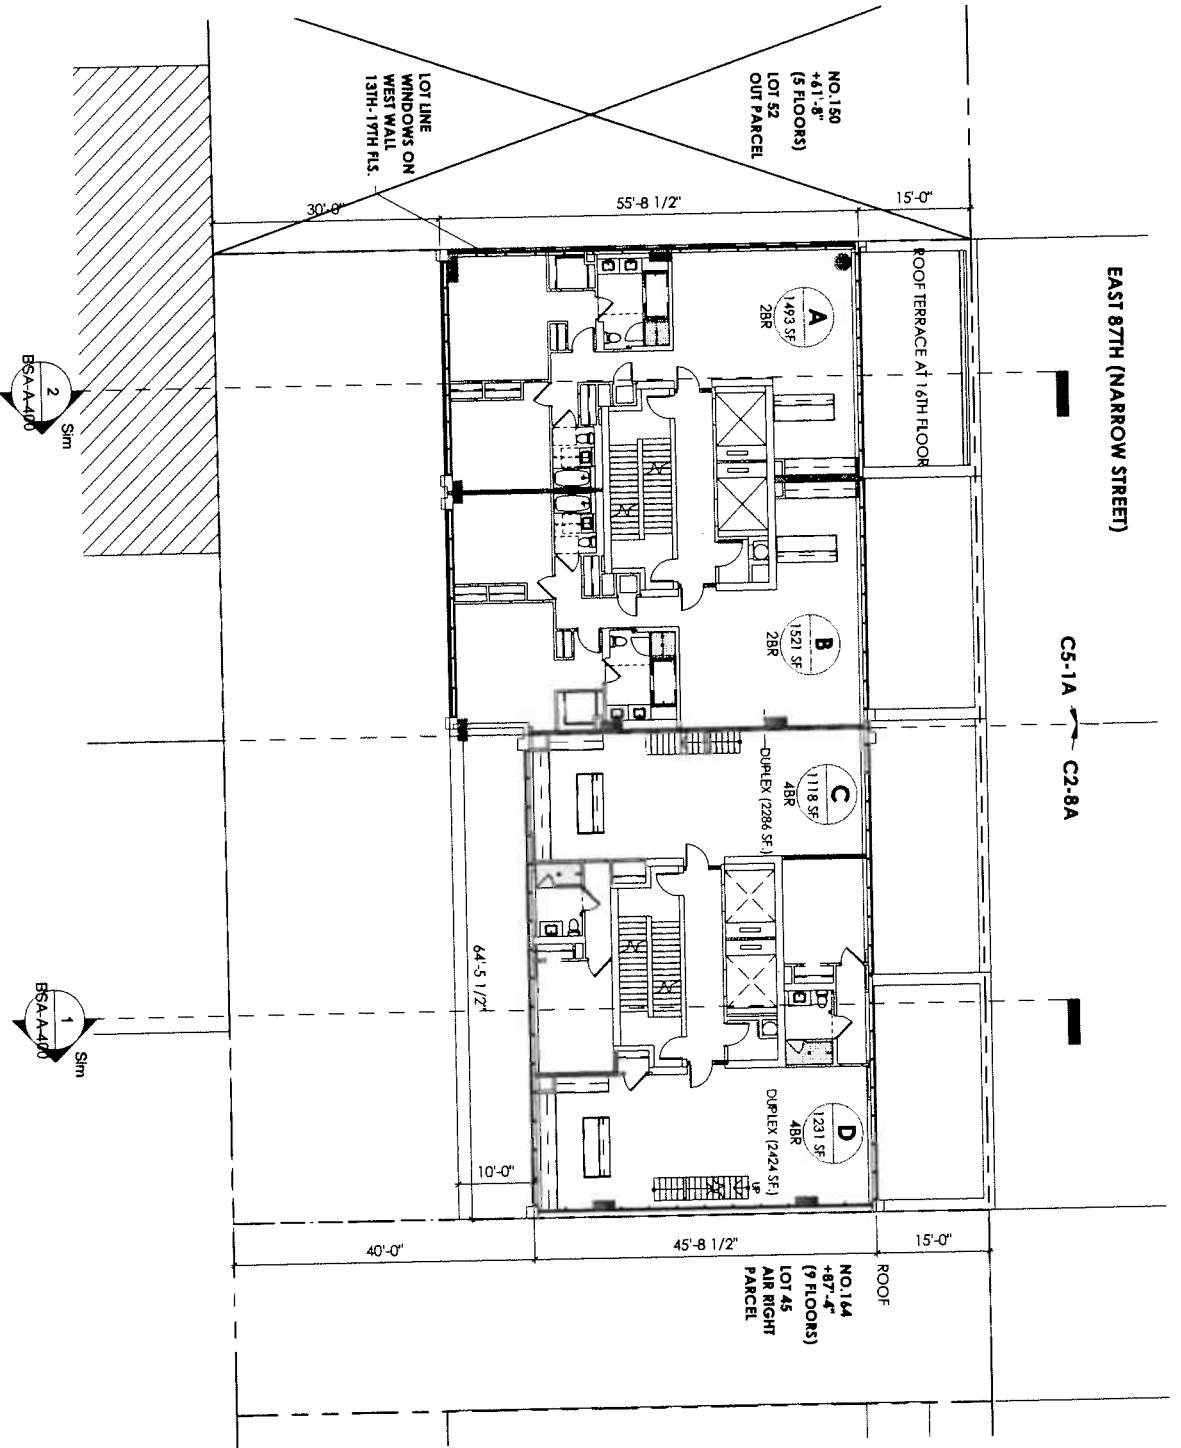 EAST 87TH (NARROW STREET)
C5-1A
C2-8A
NO.150
+61'-8"
(5 FLOORS)
LOT 52
OUT PARCEL
LOT LINE
WINDOWS ON
WEST WALL
13TH-19TH FLS.
15'-0"
55'-8 1/2"
30'-0"
ROOF TERRACE AT 16TH FLOOR
A
1493 SF
2BR
B
1521 SF
2BR
C
1118 SF
4BR
DUPLEX (2286 SF.)
D
1231 SF
4BR
DUPLEX (2424 SF.)
UP
64'-5 1/2"
10'-0"
15'-0"
45'-8 1/2"
40'-0"
ROOF
NO.164
+87'-4"
(9 FLOORS)
LOT 45
AIR RIGHT
PARCEL
2
BSA-A-400
Sim
1
BSA-A-400
Sim